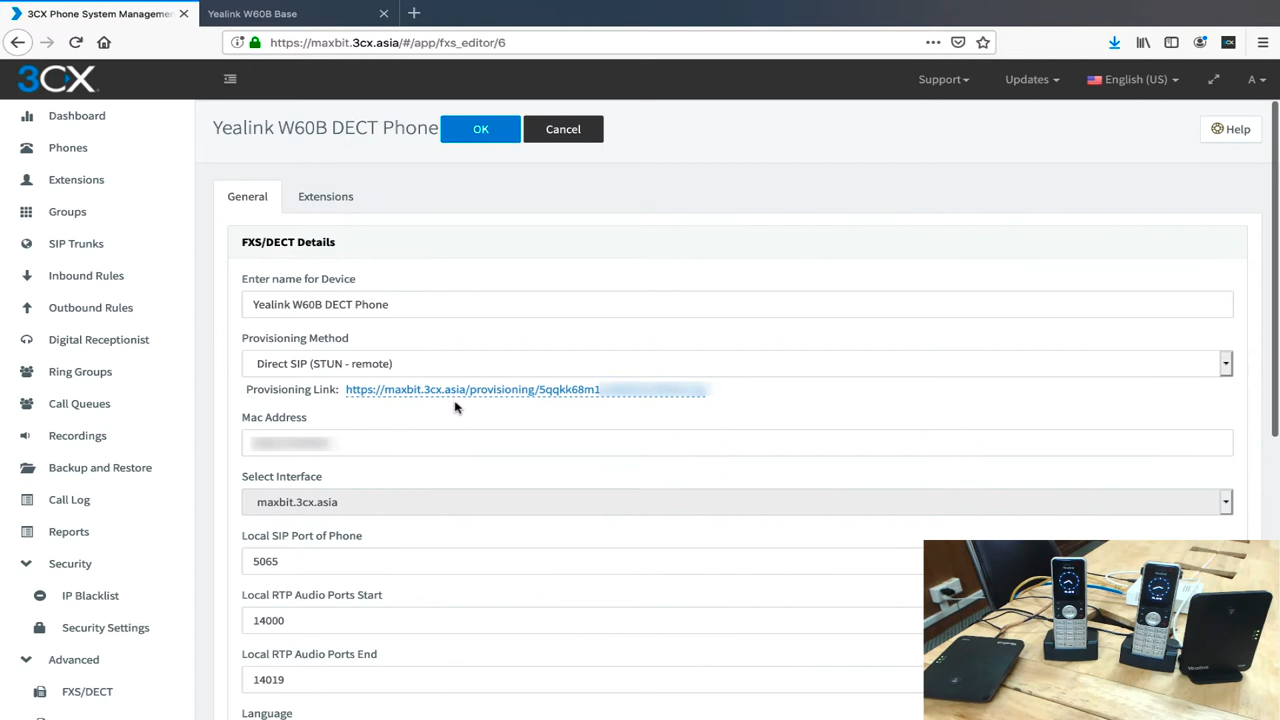 3CX Phone System Managemen
Yealink W60B Base
https://maxbit.3cx.asia/#/app/fxs_editor/6
3CX
Support
Updates
English (US)
A
Dashboard
Phones
Extensions
Groups
SIP Trunks
Inbound Rules
Outbound Rules
Digital Receptionist
Ring Groups
Call Queues
Recordings
Backup and Restore
Call Log
Reports
Security
IP Blacklist
Security Settings
Advanced
FXS/DECT
Yealink W60B DECT Phone
OK
Cancel
Help
General
Extensions
FXS/DECT Details
Enter name for Device
Yealink W60B DECT Phone
Provisioning Method
Direct SIP (STUN - remote)
Provisioning Link: https://maxbit.3cx.asia/provisioning/5qqkk68m1
Mac Address
Select Interface
maxbit.3cx.asia
Local SIP Port of Phone
5065
Local RTP Audio Ports Start
14000
Local RTP Audio Ports End
14019
Language